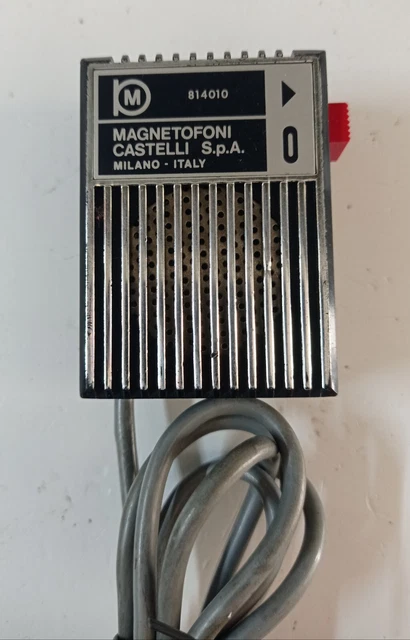 M
814010
MAGNETOFONI
CASTELLI S.p.A.
MILANO - ITALY
0